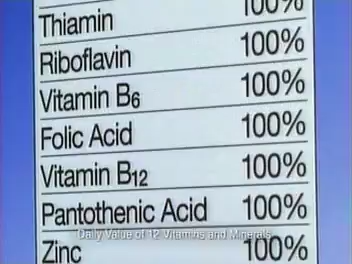 Thiamin 100%
Riboflavin 100%
Vitamin B6 100%
Folic Acid 100%
Vitamin B12 100%
Pantothenic Acid 100%
Daily Value of 12 Vitamins and Minerals
Zinc 100%